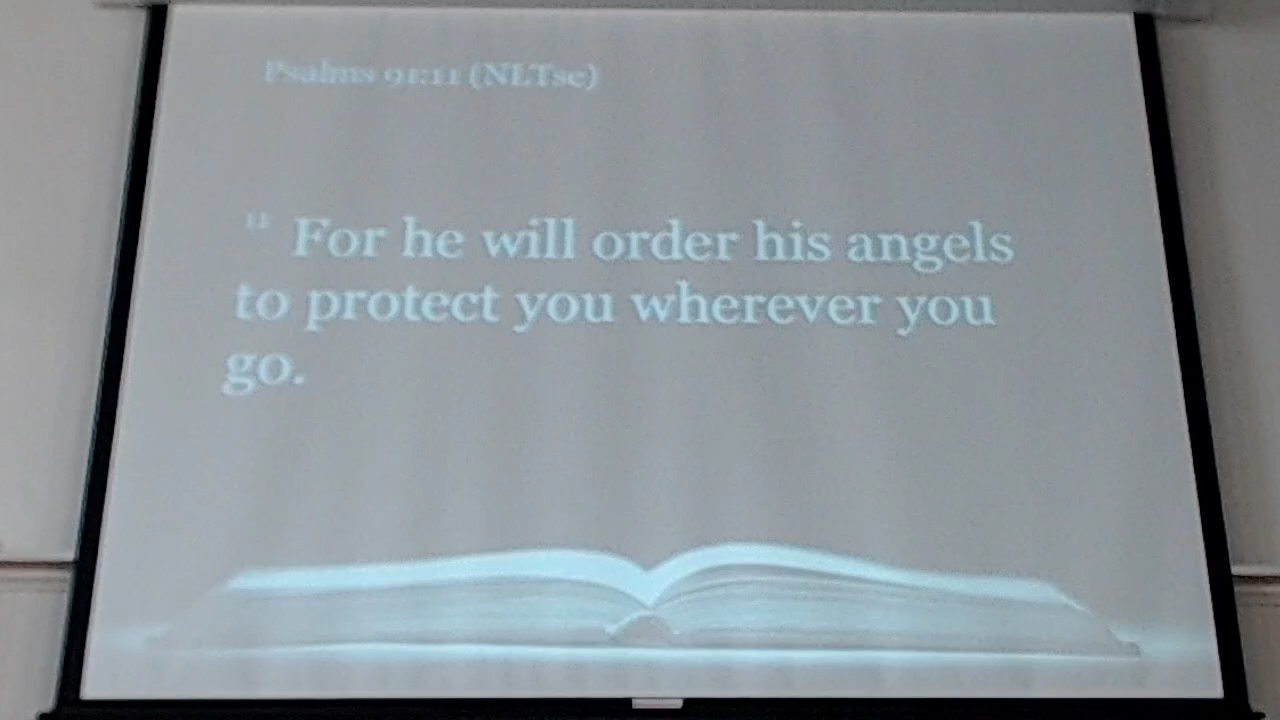 Psalms 91:11 (NLTse)
11 For he will order his angels
to protect you wherever you
go.